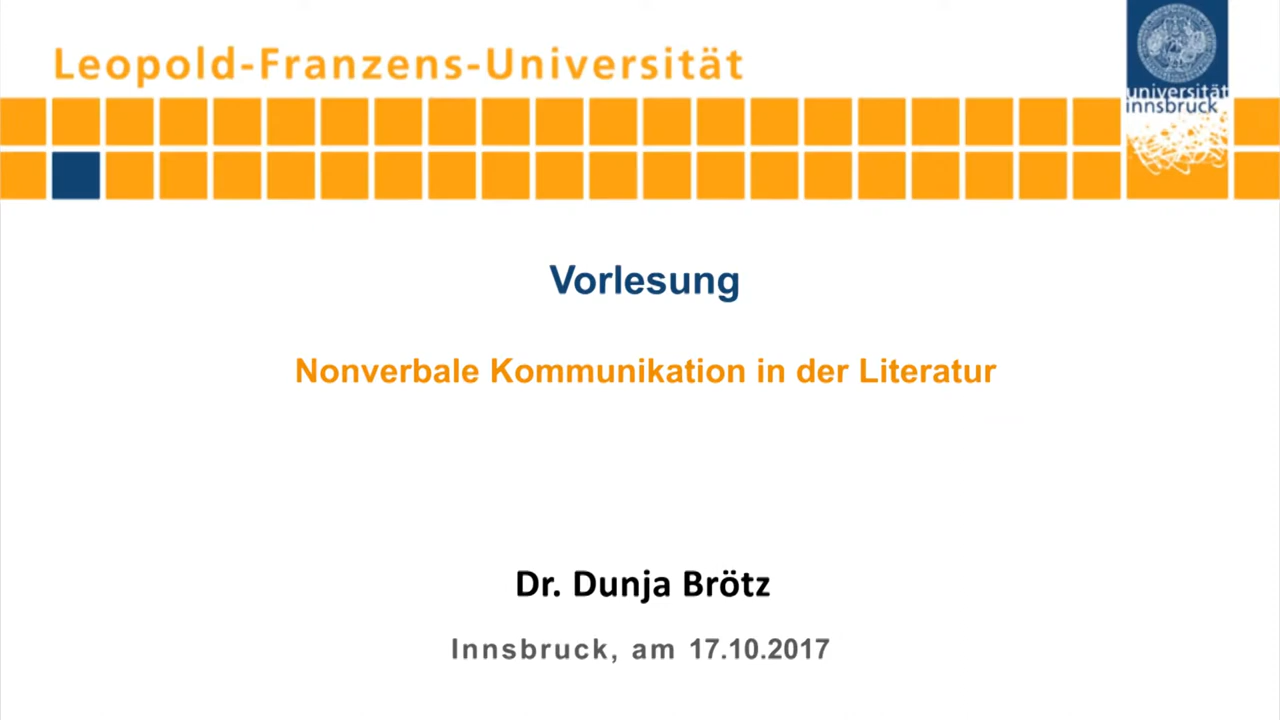 Leopold-Franzens-Universität
universität
innsbruck
Vorlesung
Nonverbale Kommunikation in der Literatur
Dr. Dunja Brötz
Innsbruck, am 17.10.2017